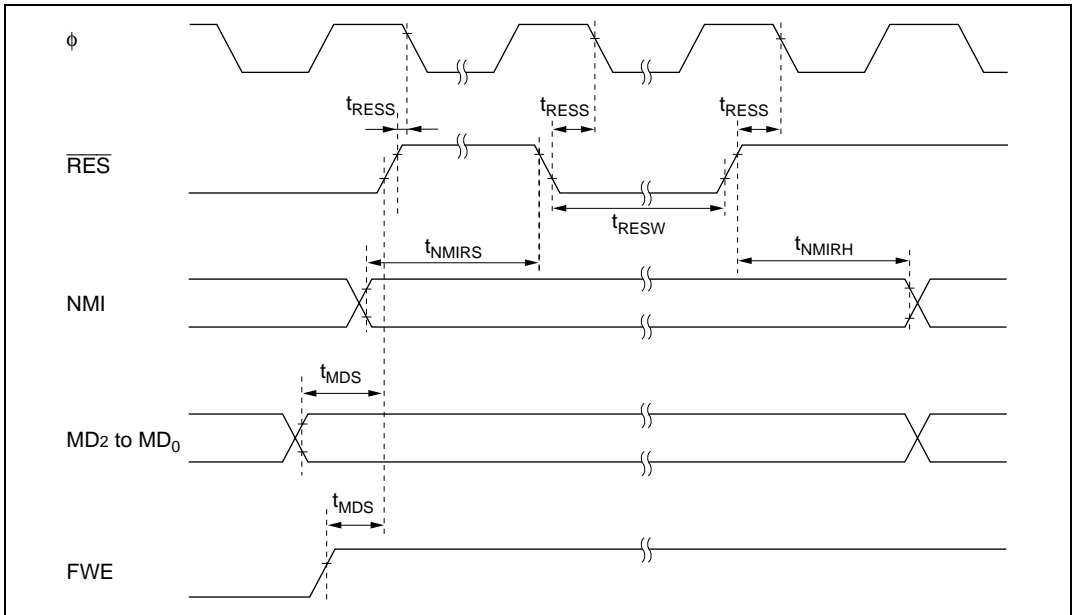 ϕ
tRESS
tRESS
tRESS
RES
tRESW
tNMIRS
tNMIRH
NMI
tMDS
MD2 to MD0
tMDS
FWE